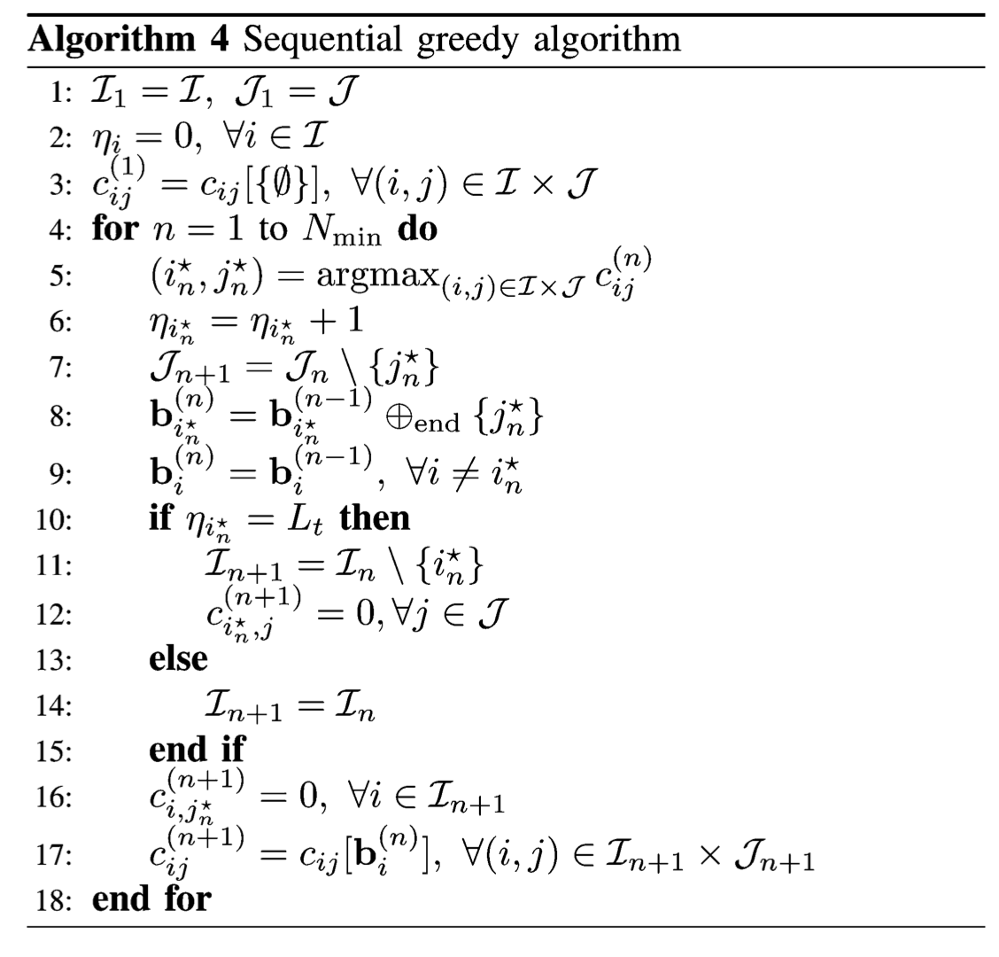 Algorithm 4 Sequential greedy algorithm
1: $\mathcal{I}_1 = \mathcal{I},\ \mathcal{J}_1 = \mathcal{J}$
2: $\eta_i = 0,\ \forall i \in \mathcal{I}$
3: $c_{ij}^{(1)} = c_{ij}[\{\emptyset\}],\ \forall (i,j) \in \mathcal{I} \times \mathcal{J}$
4: for $n = 1$ to $N_{\min}$ do
5: $(i_n^\star, j_n^\star) = \operatorname{argmax}_{(i,j) \in \mathcal{I} \times \mathcal{J}} c_{ij}^{(n)}$
6: $\eta_{i_n^\star} = \eta_{i_n^\star} + 1$
7: $\mathcal{J}_{n+1} = \mathcal{J}_n \setminus \{j_n^\star\}$
8: $\mathbf{b}_{i_n^\star}^{(n)} = \mathbf{b}_{i_n^\star}^{(n-1)} \oplus_{\text{end}} \{j_n^\star\}$
9: $\mathbf{b}_i^{(n)} = \mathbf{b}_i^{(n-1)},\ \forall i \neq i_n^\star$
10: if $\eta_{i_n^\star} = L_t$ then
11: $\mathcal{I}_{n+1} = \mathcal{I}_n \setminus \{i_n^\star\}$
12: $c_{i_n^\star,j}^{(n+1)} = 0, \forall j \in \mathcal{J}$
13: else
14: $\mathcal{I}_{n+1} = \mathcal{I}_n$
15: end if
16: $c_{i,j_n^\star}^{(n+1)} = 0,\ \forall i \in \mathcal{I}_{n+1}$
17: $c_{ij}^{(n+1)} = c_{ij}[\mathbf{b}_i^{(n)}],\ \forall (i,j) \in \mathcal{I}_{n+1} \times \mathcal{J}_{n+1}$
18: end for